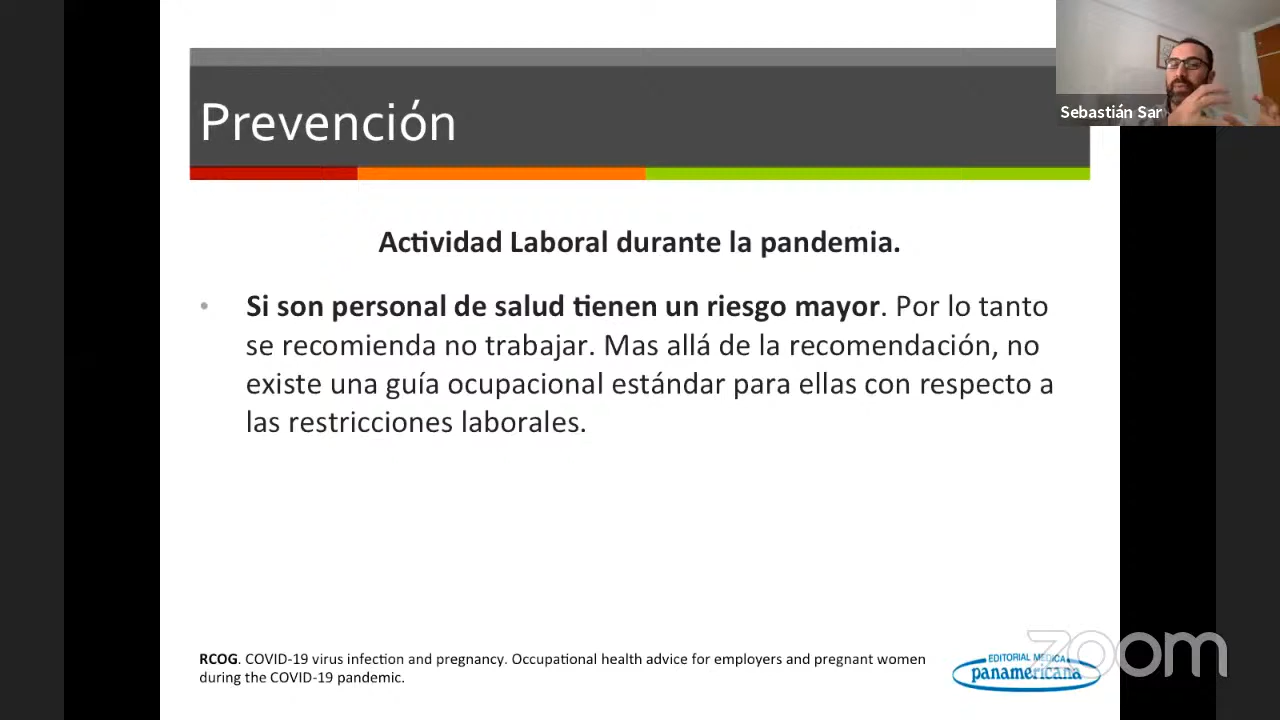 Prevención
Sebastián Sar
Actividad Laboral durante la pandemia.
• Si son personal de salud tienen un riesgo mayor. Por lo tanto
se recomienda no trabajar. Mas allá de la recomendación, no
existe una guía ocupacional estándar para ellas con respecto a
las restricciones laborales.
RCOG. COVID-19 virus infection and pregnancy. Occupational health advice for employers and pregnant women
during the COVID-19 pandemic.
EDITORIAL MEDICA
panamericana
zoom